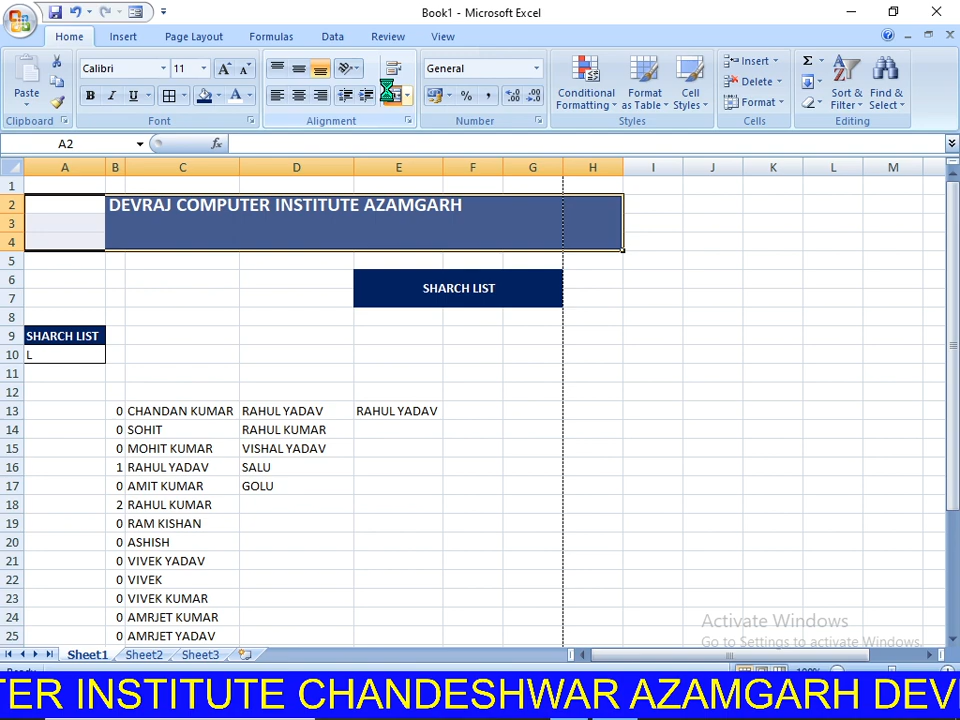 Book1 - Microsoft Excel
Home Insert Page Layout Formulas Data Review View
Paste
Clipboard
Calibri 11
B I U
Font
Alignment
General
% ,
Number
Conditional Formatting
Format as Table
Cell Styles
Styles
Insert
Delete
Format
Cells
Σ
Sort & Filter
Find & Select
Editing
A2 fx
A B C D E F G H I J K L M
1
2 DEVRAJ COMPUTER INSTITUTE AZAMGARH
3
4
5
6 SHARCH LIST
7
8
9 SHARCH LIST
10 L
11
12
13 0 CHANDAN KUMAR RAHUL YADAV RAHUL YADAV
14 0 SOHIT RAHUL KUMAR
15 0 MOHIT KUMAR VISHAL YADAV
16 1 RAHUL YADAV SALU
17 0 AMIT KUMAR GOLU
18 2 RAHUL KUMAR
19 0 RAM KISHAN
20 0 ASHISH
21 0 VIVEK YADAV
22 0 VIVEK
23 0 VIVEK KUMAR
24 0 AMRJET KUMAR
25 0 AMRJET YADAV
Activate Windows
Go to Settings to activate Windows.
Sheet1 Sheet2 Sheet3
TER INSTITUTE CHANDESHWAR AZAMGARH DEV